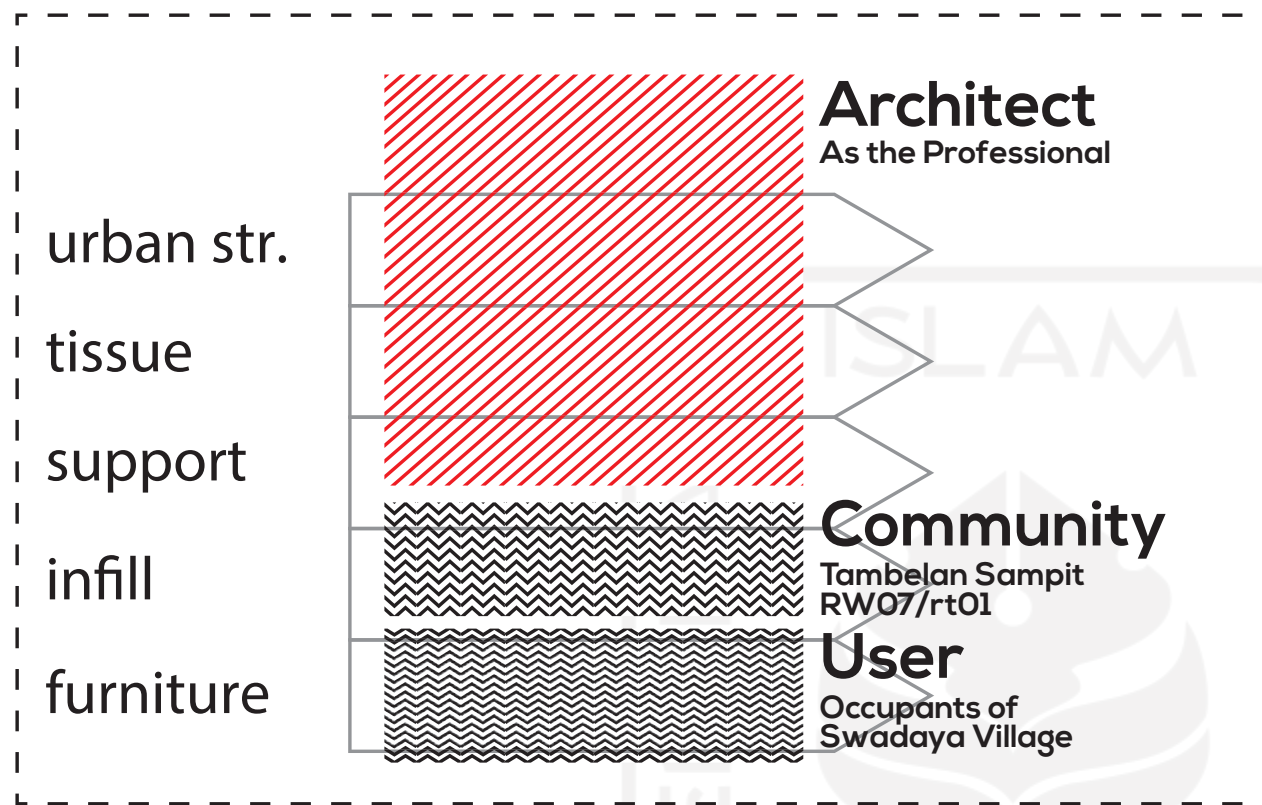 Architect
As the Professional
urban str.
tissue
support
infill
furniture
Community
Tambelan Sampit
RW07/rt01
User
Occupants of
Swadaya Village
ISLAM